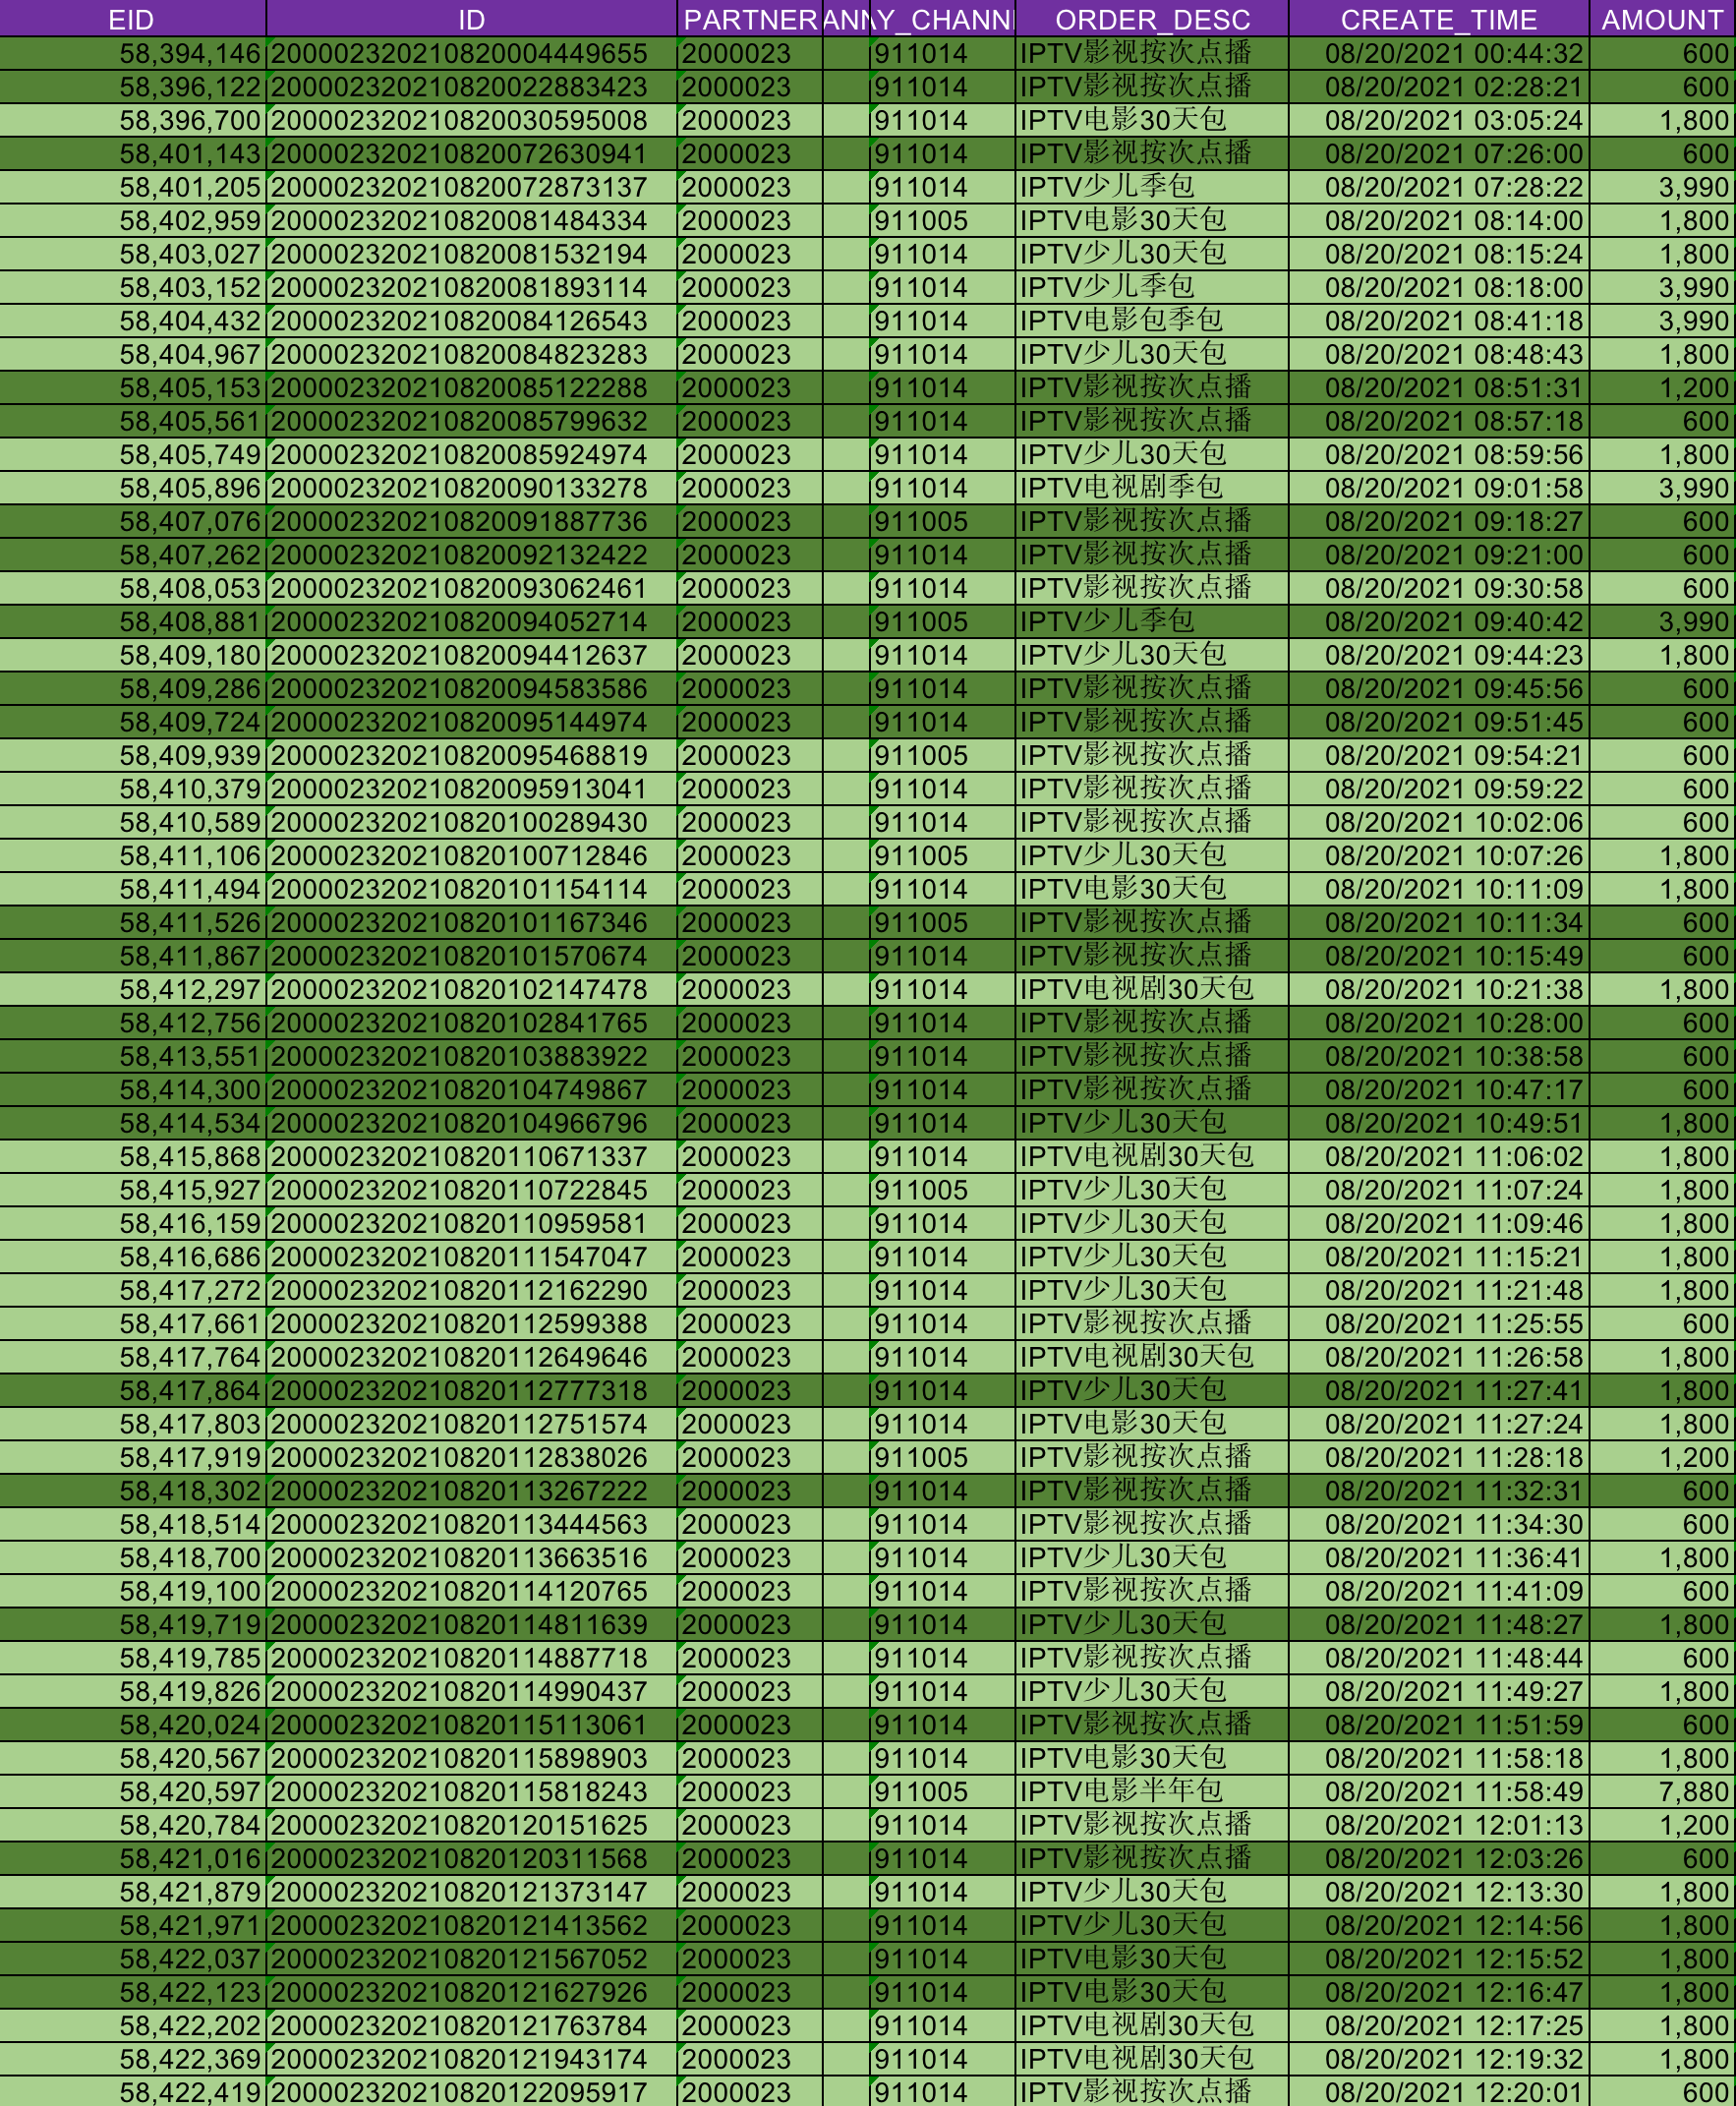 EID ID PARTNER ANN Y_CHANN ORDER_DESC CREATE_TIME AMOUNT
58,394,146 200002320210820004449655 2000023 911014 IPTV影视按次点播 08/20/2021 00:44:32 600
58,396,122 200002320210820022883423 2000023 911014 IPTV影视按次点播 08/20/2021 02:28:21 600
58,396,700 200002320210820030595008 2000023 911014 IPTV电影30天包 08/20/2021 03:05:24 1,800
58,401,143 200002320210820072630941 2000023 911014 IPTV影视按次点播 08/20/2021 07:26:00 600
58,401,205 200002320210820072873137 2000023 911014 IPTV少儿季包 08/20/2021 07:28:22 3,990
58,402,959 200002320210820081484334 2000023 911005 IPTV电影30天包 08/20/2021 08:14:00 1,800
58,403,027 200002320210820081532194 2000023 911014 IPTV少儿30天包 08/20/2021 08:15:24 1,800
58,403,152 200002320210820081893114 2000023 911014 IPTV少儿季包 08/20/2021 08:18:00 3,990
58,404,432 200002320210820084126543 2000023 911014 IPTV电影包季包 08/20/2021 08:41:18 3,990
58,404,967 200002320210820084823283 2000023 911014 IPTV少儿30天包 08/20/2021 08:48:43 1,800
58,405,153 200002320210820085122288 2000023 911014 IPTV影视按次点播 08/20/2021 08:51:31 1,200
58,405,561 200002320210820085799632 2000023 911014 IPTV影视按次点播 08/20/2021 08:57:18 600
58,405,749 200002320210820085924974 2000023 911014 IPTV少儿30天包 08/20/2021 08:59:56 1,800
58,405,896 200002320210820090133278 2000023 911014 IPTV电视剧季包 08/20/2021 09:01:58 3,990
58,407,076 200002320210820091887736 2000023 911005 IPTV影视按次点播 08/20/2021 09:18:27 600
58,407,262 200002320210820092132422 2000023 911014 IPTV影视按次点播 08/20/2021 09:21:00 600
58,408,053 200002320210820093062461 2000023 911014 IPTV影视按次点播 08/20/2021 09:30:58 600
58,408,881 200002320210820094052714 2000023 911005 IPTV少儿季包 08/20/2021 09:40:42 3,990
58,409,180 200002320210820094412637 2000023 911014 IPTV少儿30天包 08/20/2021 09:44:23 1,800
58,409,286 200002320210820094583586 2000023 911014 IPTV影视按次点播 08/20/2021 09:45:56 600
58,409,724 200002320210820095144974 2000023 911014 IPTV影视按次点播 08/20/2021 09:51:45 600
58,409,939 200002320210820095468819 2000023 911005 IPTV影视按次点播 08/20/2021 09:54:21 600
58,410,379 200002320210820095913041 2000023 911014 IPTV影视按次点播 08/20/2021 09:59:22 600
58,410,589 200002320210820100289430 2000023 911014 IPTV影视按次点播 08/20/2021 10:02:06 600
58,411,106 200002320210820100712846 2000023 911005 IPTV少儿30天包 08/20/2021 10:07:26 1,800
58,411,494 200002320210820101154114 2000023 911014 IPTV电影30天包 08/20/2021 10:11:09 1,800
58,411,526 200002320210820101167346 2000023 911005 IPTV影视按次点播 08/20/2021 10:11:34 600
58,411,867 200002320210820101570674 2000023 911014 IPTV影视按次点播 08/20/2021 10:15:49 600
58,412,297 200002320210820102147478 2000023 911014 IPTV电视剧30天包 08/20/2021 10:21:38 1,800
58,412,756 200002320210820102841765 2000023 911014 IPTV影视按次点播 08/20/2021 10:28:00 600
58,413,551 200002320210820103883922 2000023 911014 IPTV影视按次点播 08/20/2021 10:38:58 600
58,414,300 200002320210820104749867 2000023 911014 IPTV影视按次点播 08/20/2021 10:47:17 600
58,414,534 200002320210820104966796 2000023 911014 IPTV少儿30天包 08/20/2021 10:49:51 1,800
58,415,868 200002320210820110671337 2000023 911014 IPTV电视剧30天包 08/20/2021 11:06:02 1,800
58,415,927 200002320210820110722845 2000023 911005 IPTV少儿30天包 08/20/2021 11:07:24 1,800
58,416,159 200002320210820110959581 2000023 911014 IPTV少儿30天包 08/20/2021 11:09:46 1,800
58,416,686 200002320210820111547047 2000023 911014 IPTV少儿30天包 08/20/2021 11:15:21 1,800
58,417,272 200002320210820112162290 2000023 911014 IPTV少儿30天包 08/20/2021 11:21:48 1,800
58,417,661 200002320210820112599388 2000023 911014 IPTV影视按次点播 08/20/2021 11:25:55 600
58,417,764 200002320210820112649646 2000023 911014 IPTV电视剧30天包 08/20/2021 11:26:58 1,800
58,417,864 200002320210820112777318 2000023 911014 IPTV少儿30天包 08/20/2021 11:27:41 1,800
58,417,803 200002320210820112751574 2000023 911014 IPTV电影30天包 08/20/2021 11:27:24 1,800
58,417,919 200002320210820112838026 2000023 911005 IPTV影视按次点播 08/20/2021 11:28:18 1,200
58,418,302 200002320210820113267222 2000023 911014 IPTV影视按次点播 08/20/2021 11:32:31 600
58,418,514 200002320210820113444563 2000023 911014 IPTV影视按次点播 08/20/2021 11:34:30 600
58,418,700 200002320210820113663516 2000023 911014 IPTV少儿30天包 08/20/2021 11:36:41 1,800
58,419,100 200002320210820114120765 2000023 911014 IPTV影视按次点播 08/20/2021 11:41:09 600
58,419,719 200002320210820114811639 2000023 911014 IPTV少儿30天包 08/20/2021 11:48:27 1,800
58,419,785 200002320210820114887718 2000023 911014 IPTV影视按次点播 08/20/2021 11:48:44 600
58,419,826 200002320210820114990437 2000023 911014 IPTV少儿30天包 08/20/2021 11:49:27 1,800
58,420,024 200002320210820115113061 2000023 911014 IPTV影视按次点播 08/20/2021 11:51:59 600
58,420,567 200002320210820115898903 2000023 911014 IPTV电影30天包 08/20/2021 11:58:18 1,800
58,420,597 200002320210820115818243 2000023 911005 IPTV电影半年包 08/20/2021 11:58:49 7,880
58,420,784 200002320210820120151625 2000023 911014 IPTV影视按次点播 08/20/2021 12:01:13 1,200
58,421,016 200002320210820120311568 2000023 911014 IPTV影视按次点播 08/20/2021 12:03:26 600
58,421,879 200002320210820121373147 2000023 911014 IPTV少儿30天包 08/20/2021 12:13:30 1,800
58,421,971 200002320210820121413562 2000023 911014 IPTV少儿30天包 08/20/2021 12:14:56 1,800
58,422,037 200002320210820121567052 2000023 911014 IPTV电影30天包 08/20/2021 12:15:52 1,800
58,422,123 200002320210820121627926 2000023 911014 IPTV电影30天包 08/20/2021 12:16:47 1,800
58,422,202 200002320210820121763784 2000023 911014 IPTV电视剧30天包 08/20/2021 12:17:25 1,800
58,422,369 200002320210820121943174 2000023 911014 IPTV电视剧30天包 08/20/2021 12:19:32 1,800
58,422,419 200002320210820122095917 2000023 911014 IPTV影视按次点播 08/20/2021 12:20:01 600